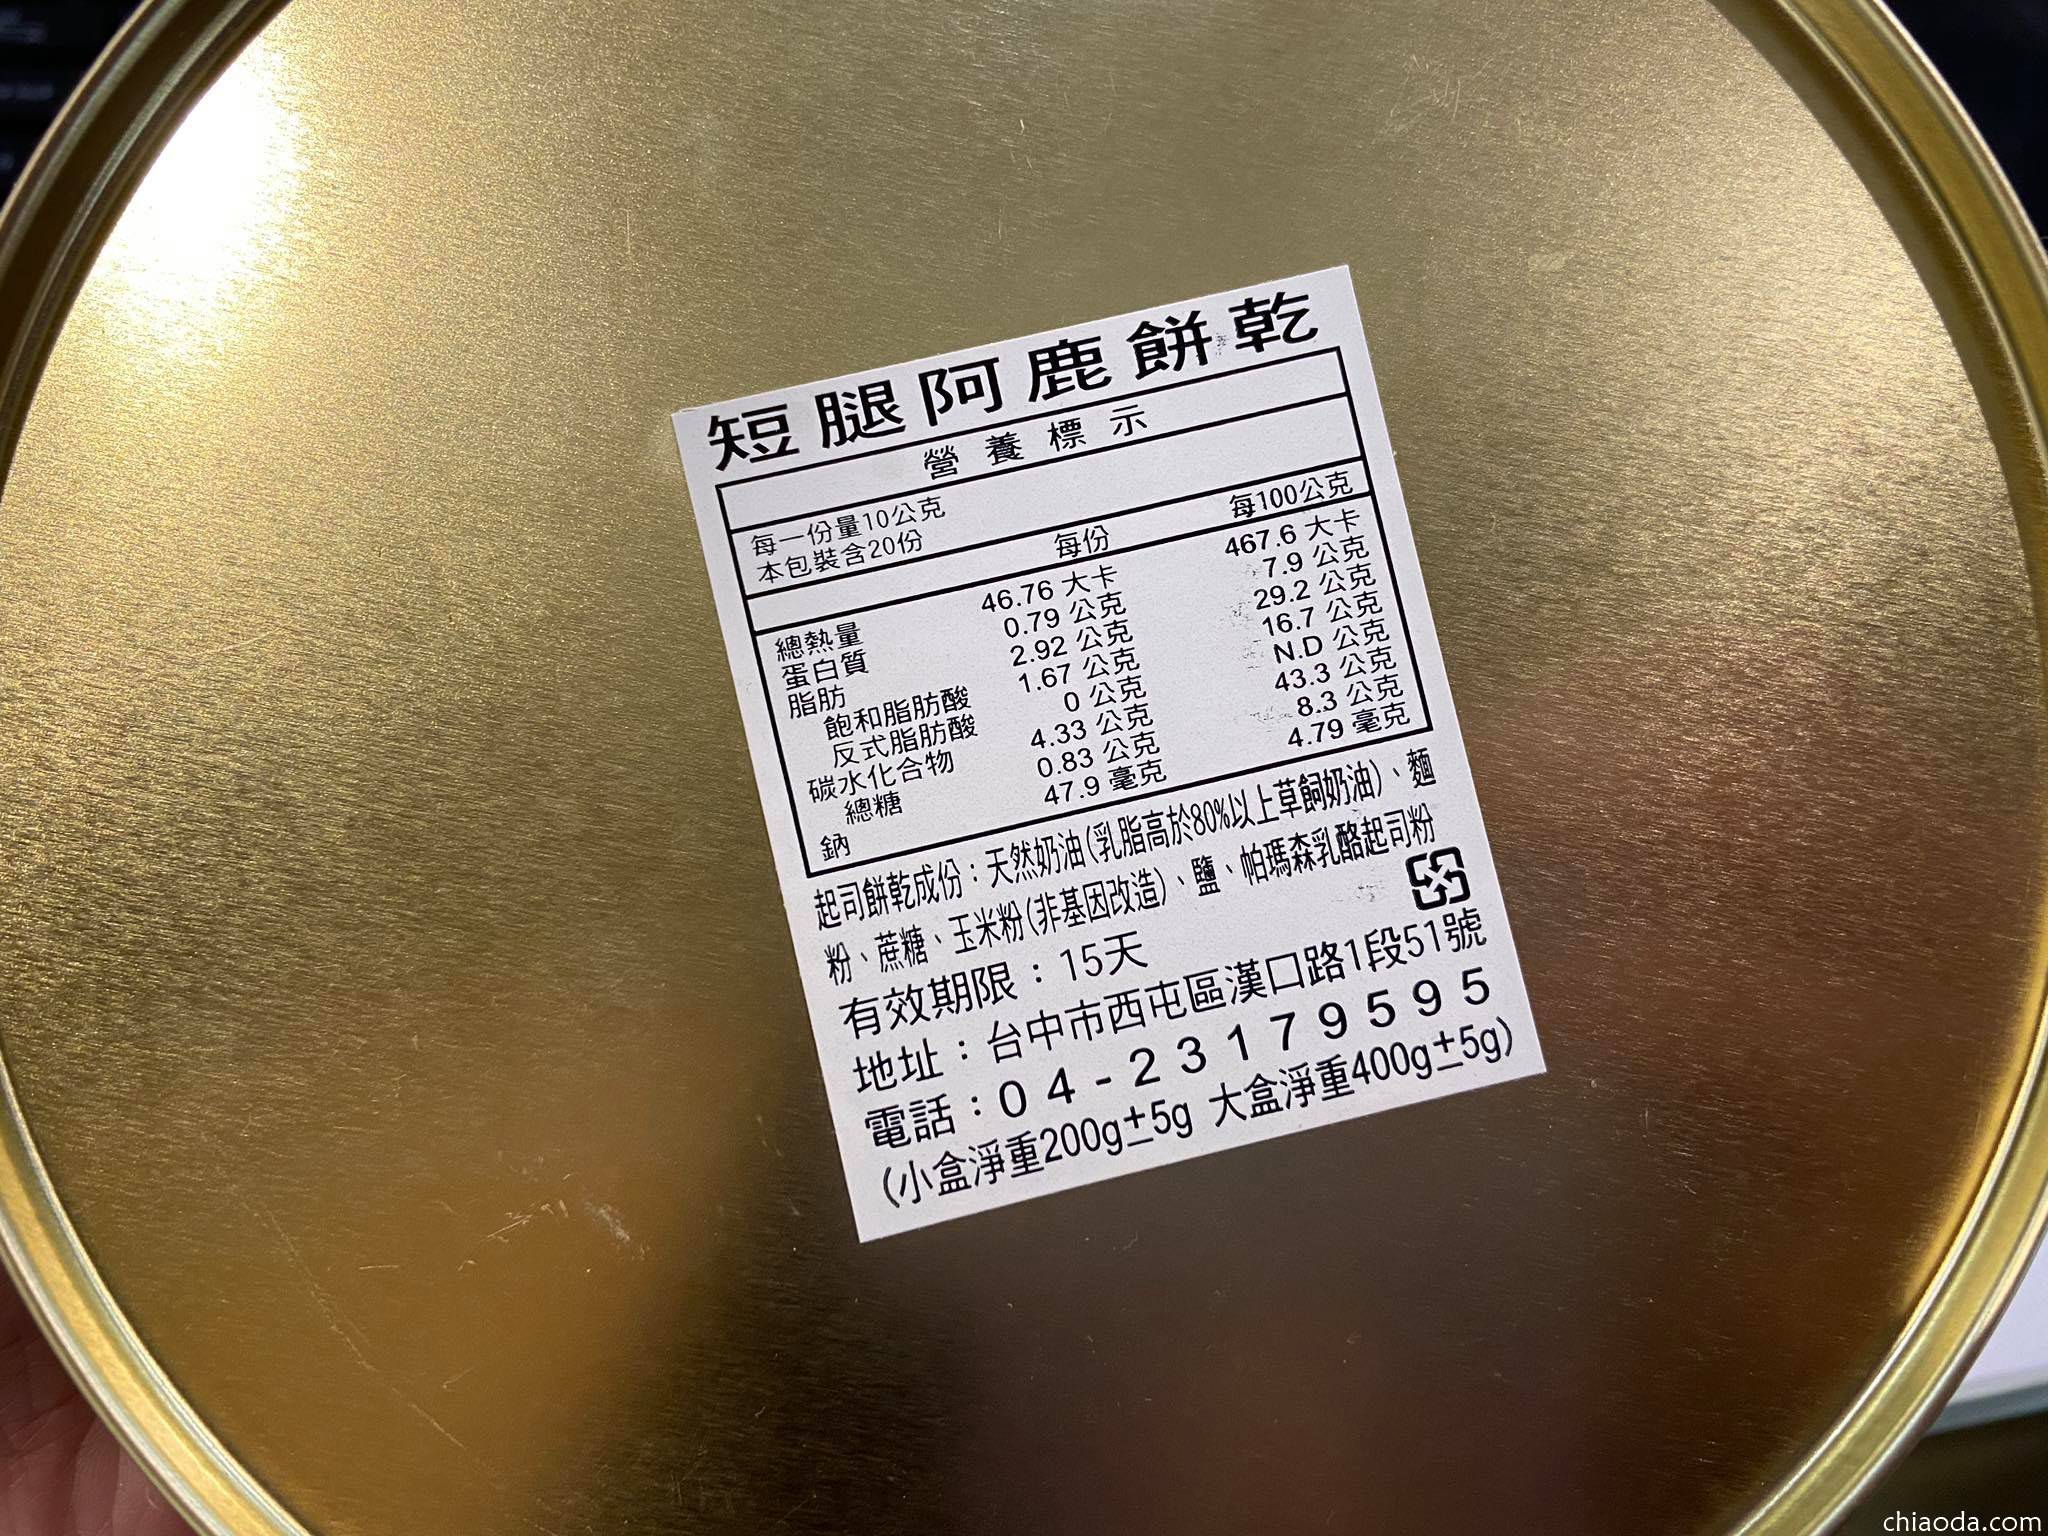 短腿阿鹿餅乾
營養標示
每一份量10公克
本包裝含20份
每份 每100公克
總熱量 46.76 大卡 467.6 大卡
蛋白質 0.79 公克 7.9 公克
脂肪 2.92 公克 29.2 公克
飽和脂肪酸 1.67 公克 16.7 公克
反式脂肪酸 0 公克 N.D 公克
碳水化合物 4.33 公克 43.3 公克
總糖 0.83 公克 8.3 公克
鈉 47.9 毫克 4.79 毫克
起司餅乾成份：天然奶油(乳脂高於80%以上草飼奶油)、麵
粉、蔗糖、玉米粉(非基因改造)、鹽、帕瑪森乳酪起司粉
有效期限：15天
地址：台中市西屯區漢口路1段51號
電話：04-23179595
(小盒淨重200g±5g 大盒淨重400g±5g)
chiaoda.com